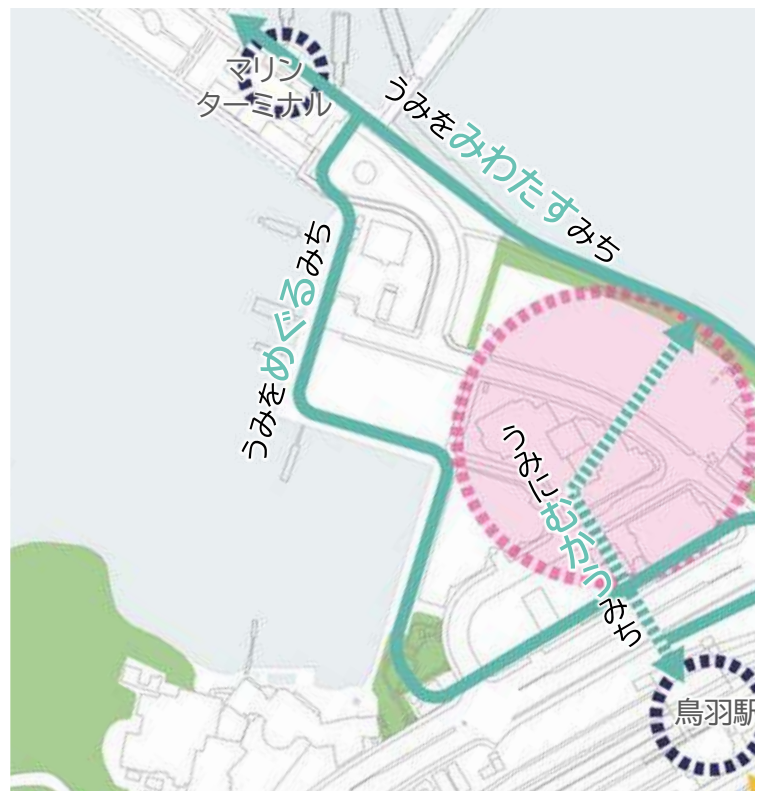 マリン
ターミナル
うみをみわたすみち
うみをめぐるみち
うみにむかうみち
鳥羽駅